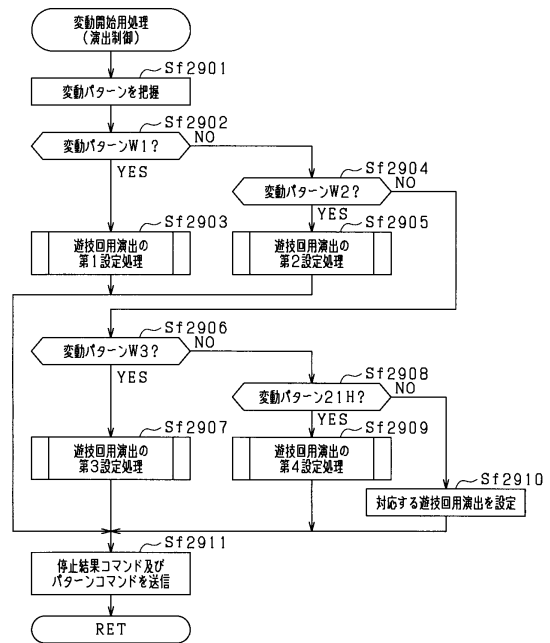 変動開始用処理
(演出制御)
Sf2901
変動パターンを把握
Sf2902
変動パターンW1?
NO
YES
Sf2904
変動パターンW2?
NO
YES
Sf2903
遊技回用演出の
第1設定処理
Sf2905
遊技回用演出の
第2設定処理
Sf2906
変動パターンW3?
NO
YES
Sf2908
変動パターン21H?
NO
YES
Sf2907
遊技回用演出の
第3設定処理
Sf2909
遊技回用演出の
第4設定処理
Sf2910
対応する遊技回用演出を設定
Sf2911
停止結果コマンド及び
パターンコマンドを送信
RET